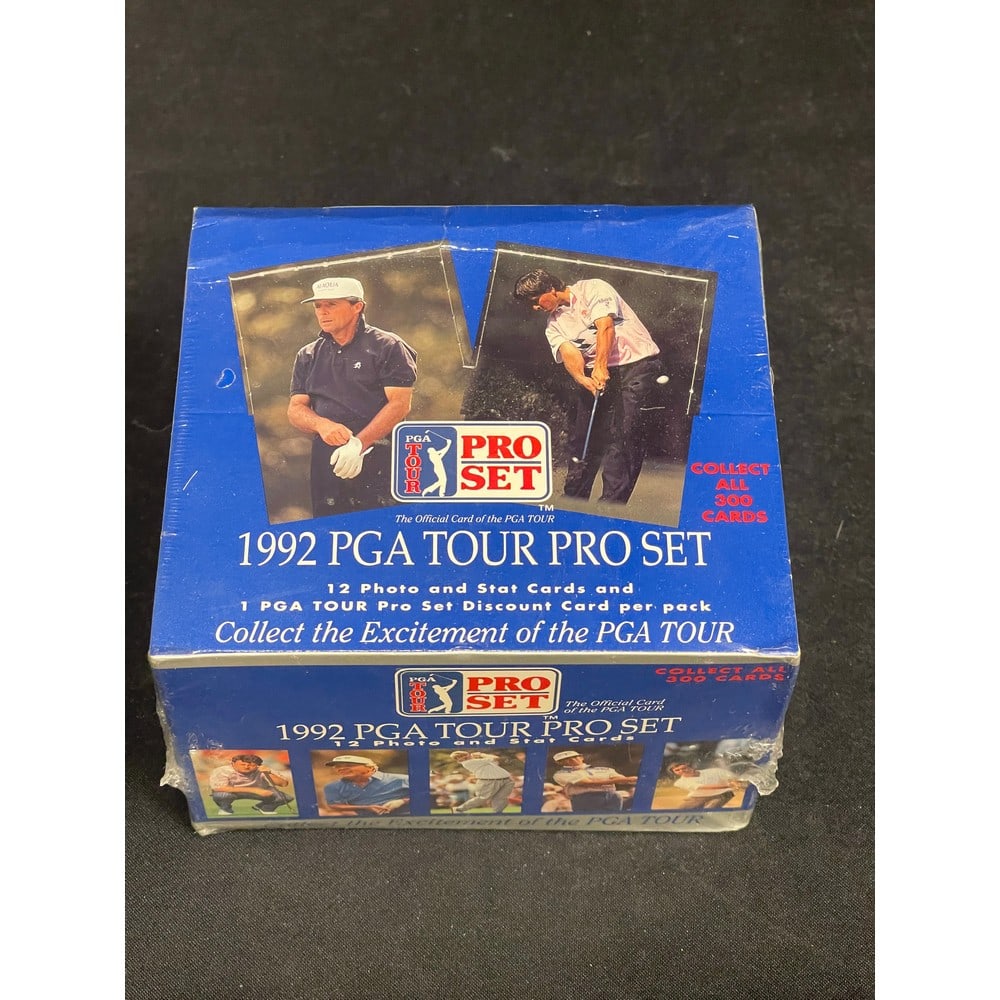 PGA
TOUR
PRO
SET
TM
COLLECT
ALL
300
CARDS
The Official Card of the PGA TOUR
1992 PGA TOUR PRO SET
12 Photo and Stat Cards and
1 PGA TOUR Pro Set Discount Card per pack
Collect the Excitement of the PGA TOUR
PGA
TOUR
PRO
SET
TM
COLLECT ALL
300 CARDS
The Official Card
of the PGA TOUR
1992 PGA TOUR PRO SET
12 Photo and Stat Cards
Collect the Excitement of the PGA TOUR